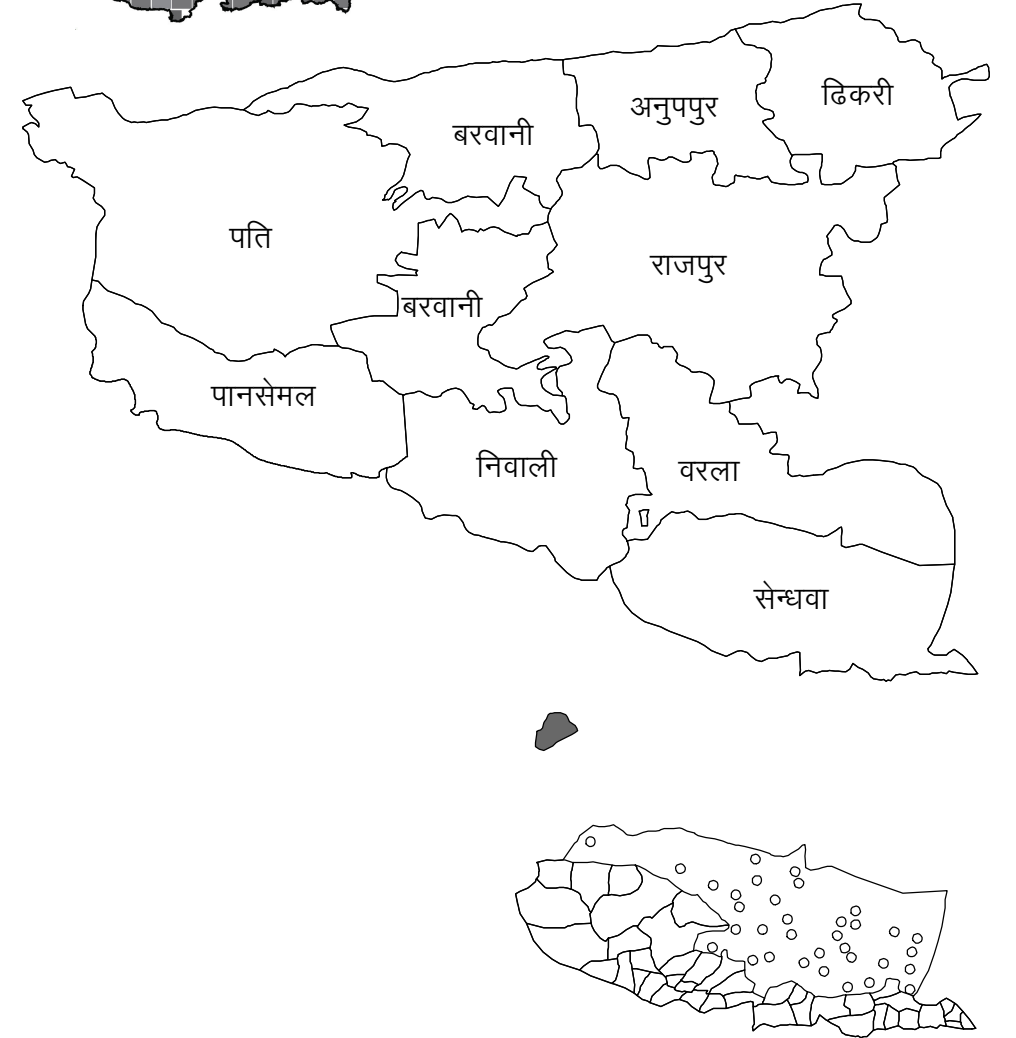 ढिकरी
अनुपपुर
बरवानी
पति
राजपुर
बरवानी
पानसेमल
निवाली
वरला
सेन्धवा